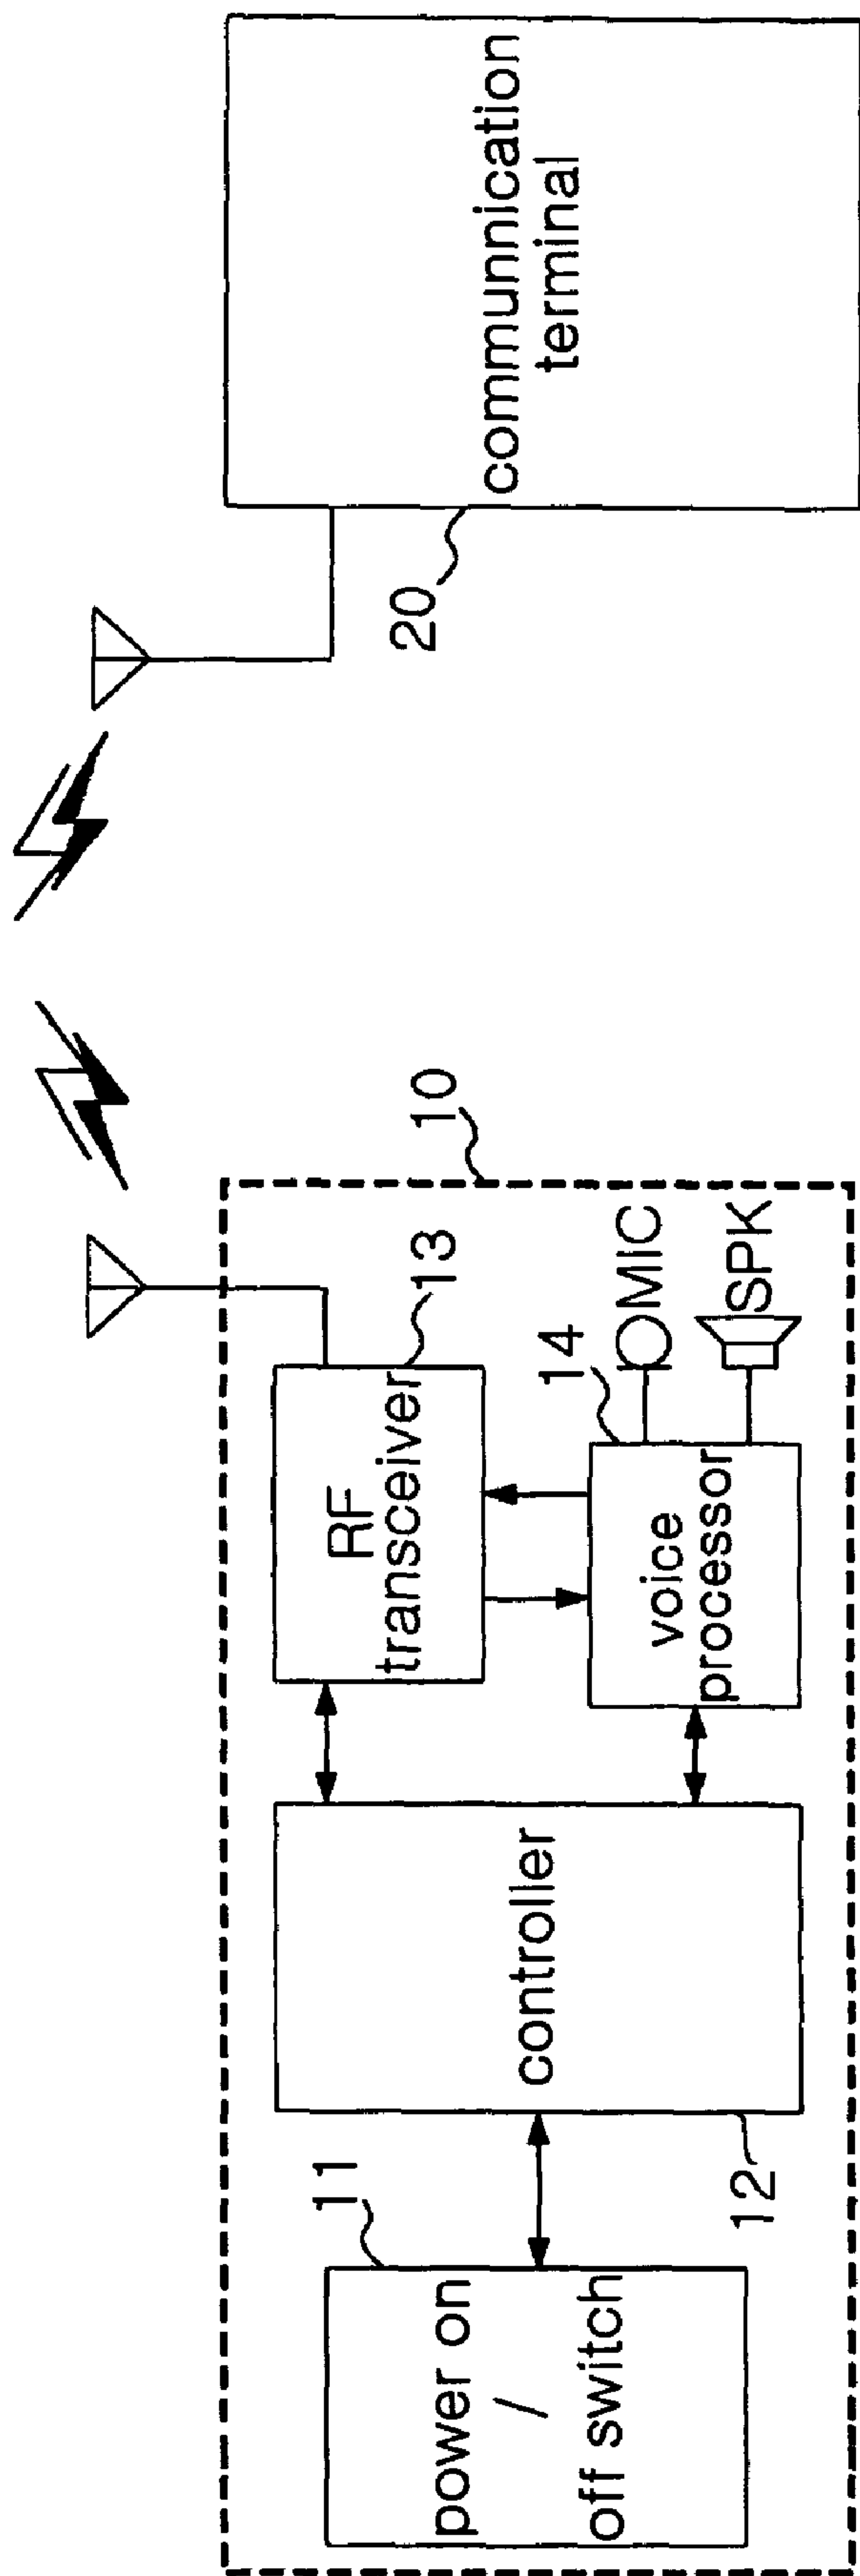 11
power on
/
off switch
controller
12
RF
transceiver
13
voice
processor
14
MIC
SPK
10
20
communnication
terminal